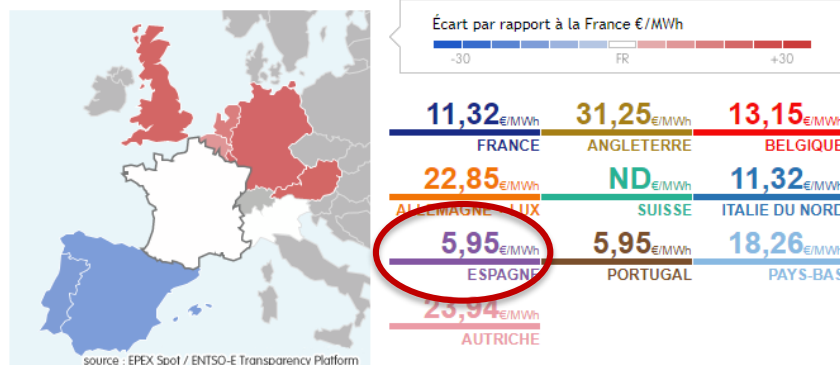 Écart par rapport à la France €/MWh
-30 FR +30
11,32€/MWh 31,25€/MWh 13,15€/MWh
FRANCE ANGLETERRE BELGIQUE
22,85€/MWh ND€/MWh 11,32€/MWh
ALLEMAGNE - LUX SUISSE ITALIE DU NORD
5,95€/MWh 5,95€/MWh 18,26€/MWh
ESPAGNE PORTUGAL PAYS-BAS
23,94€/MWh
AUTRICHE
source : EPEX Spot / ENTSO-E Transparency Platform